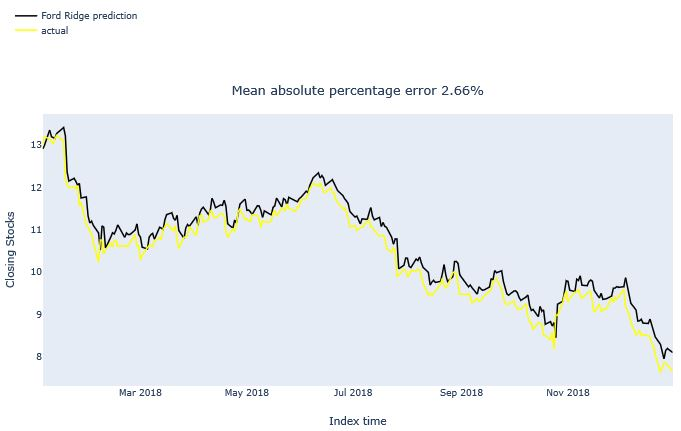 Ford Ridge prediction
actual
Mean absolute percentage error 2.66%
Closing Stocks
13
12
11
10
9
8
Mar 2018 May 2018 Jul 2018 Sep 2018 Nov 2018
Index time